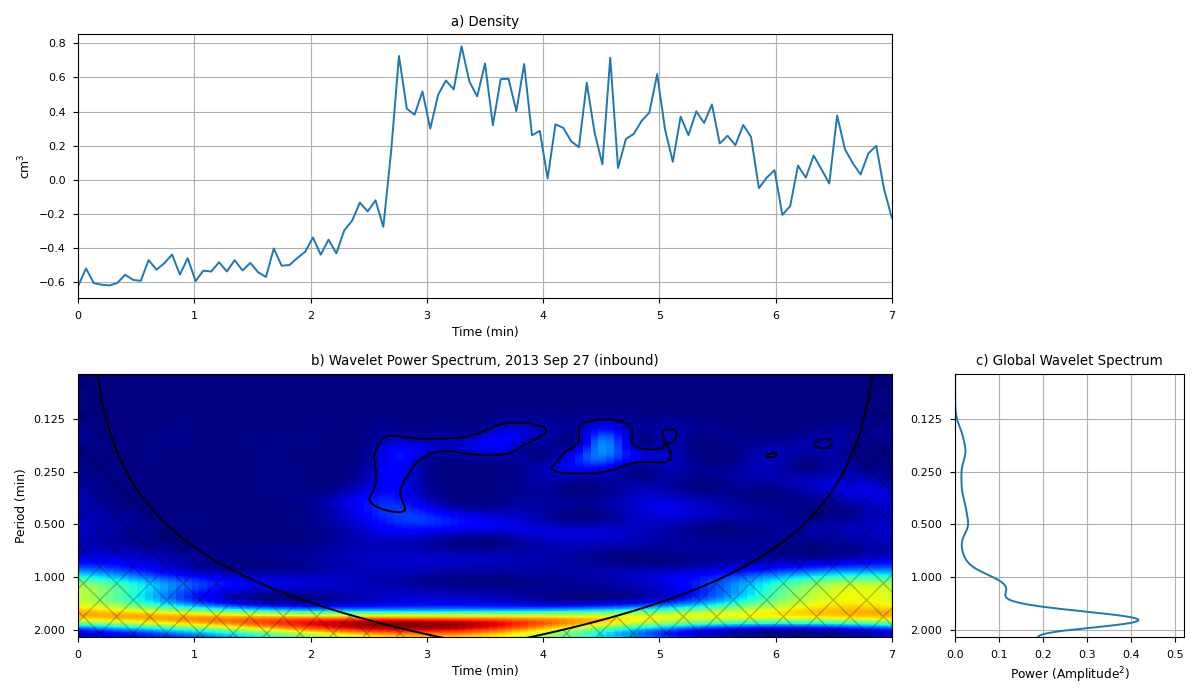 a) Density
cm³
0.8
0.6
0.4
0.2
0.0
−0.2
−0.4
−0.6
0 1 2 3 4 5 6 7
Time (min)
b) Wavelet Power Spectrum, 2013 Sep 27 (inbound)
Period (min)
0.125
0.250
0.500
1.000
2.000
0 1 2 3 4 5 6 7
Time (min)
c) Global Wavelet Spectrum
0.125
0.250
0.500
1.000
2.000
0.0 0.1 0.2 0.3 0.4 0.5
Power (Amplitude²)